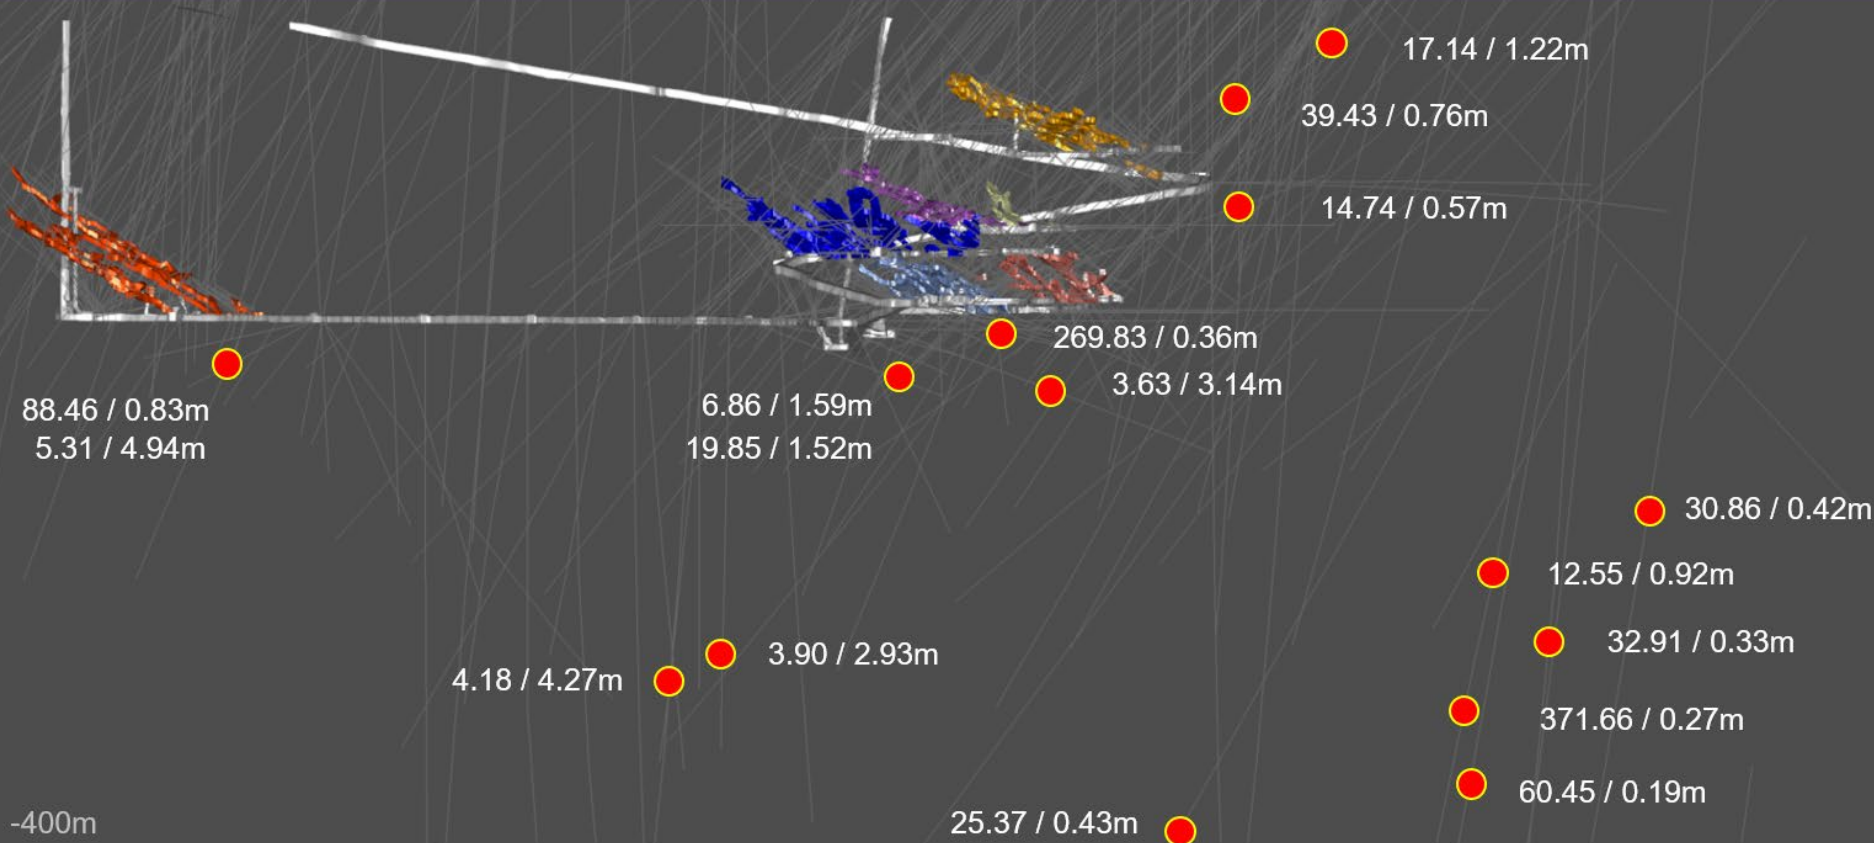 17.14 / 1.22m
39.43 / 0.76m
14.74 / 0.57m
269.83 / 0.36m
3.63 / 3.14m
88.46 / 0.83m
5.31 / 4.94m
6.86 / 1.59m
19.85 / 1.52m
30.86 / 0.42m
12.55 / 0.92m
32.91 / 0.33m
3.90 / 2.93m
4.18 / 4.27m
371.66 / 0.27m
60.45 / 0.19m
25.37 / 0.43m
-400m